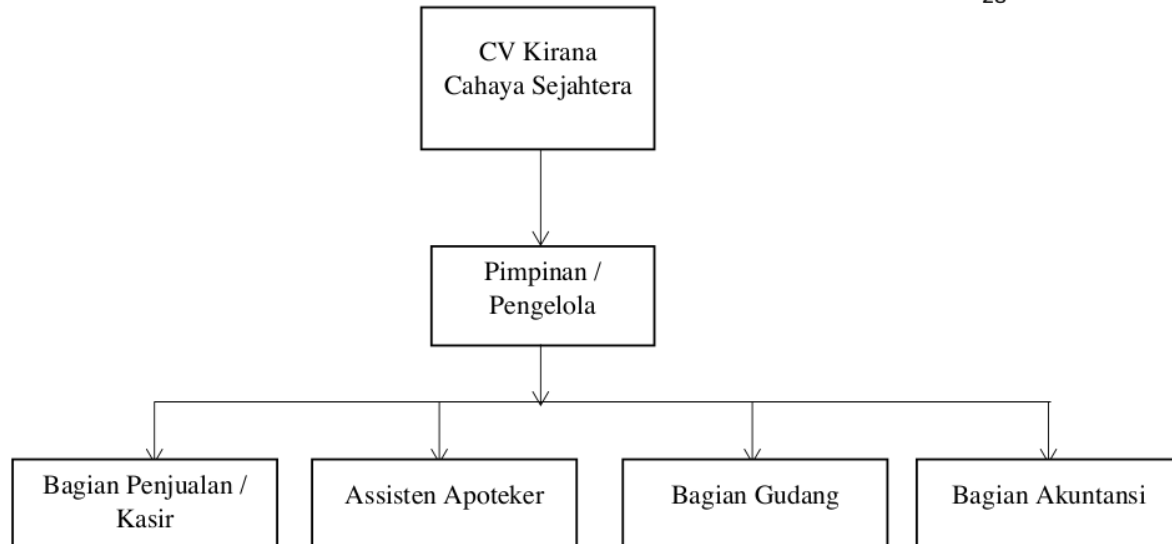 CV Kirana
Cahaya Sejahtera
Pimpinan /
Pengelola
Bagian Penjualan /
Kasir
Assisten Apoteker
Bagian Gudang
Bagian Akuntansi